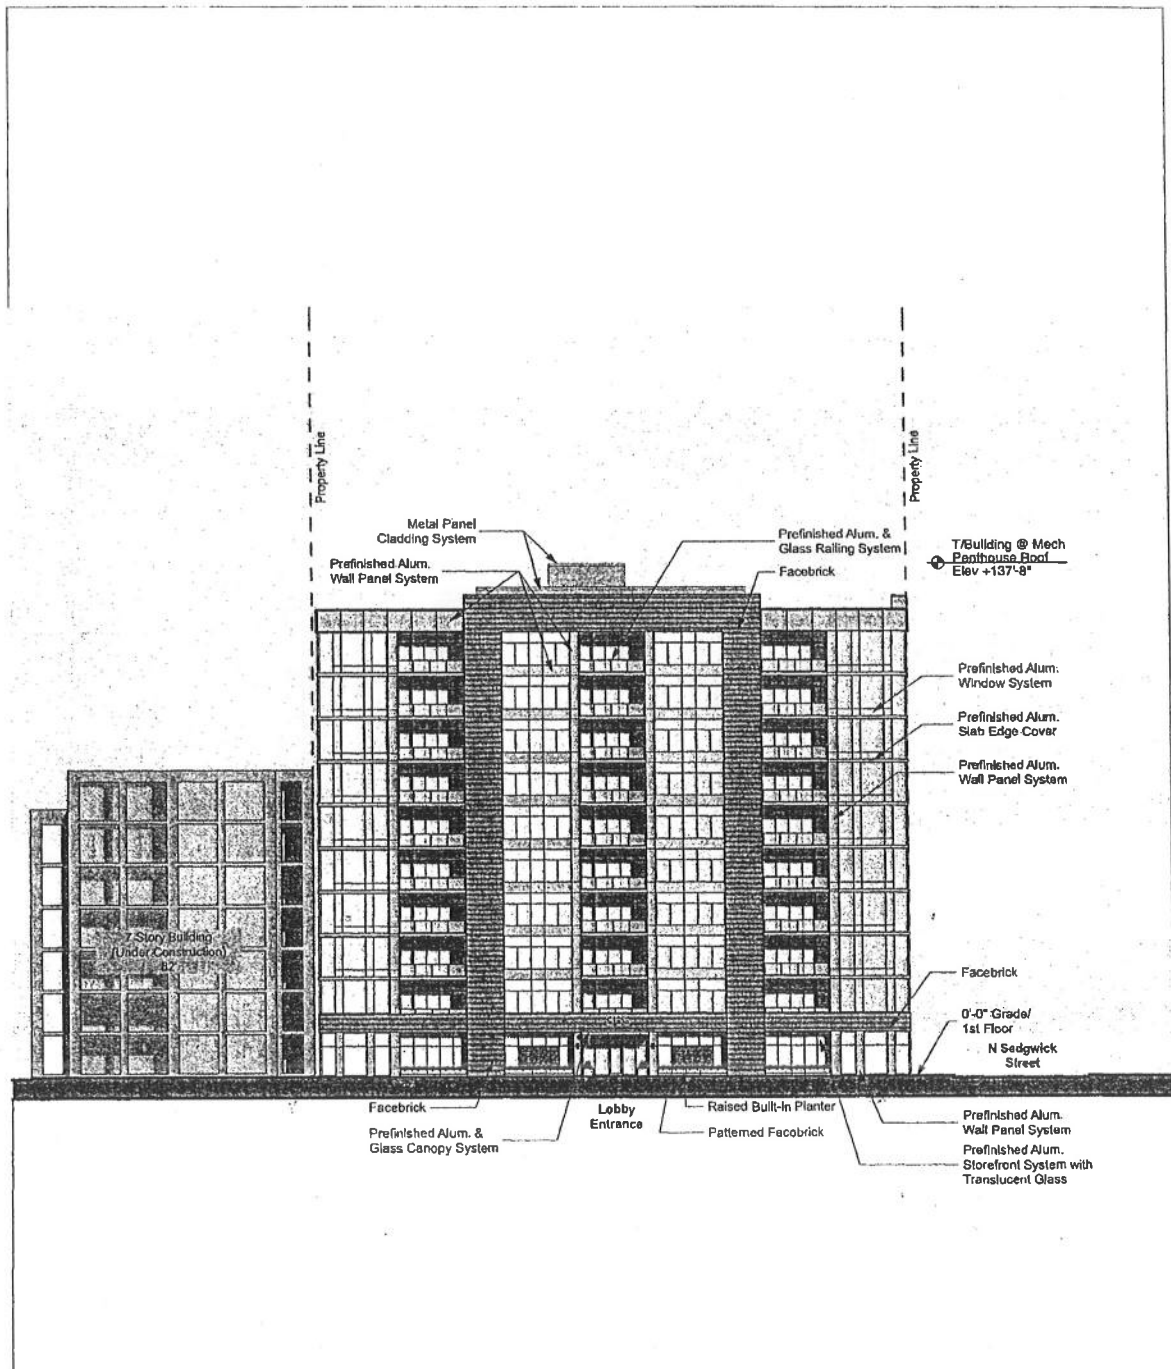 Property Line
Property Line
Metal Panel
Cladding System
Prefinished Alum.
Wall Panel System
Prefinished Alum. &
Glass Railing System
Facebrick
T/Building @ Mech
Penthouse Roof
Elev +137'-8"
Prefinished Alum.
Window System
Prefinished Alum.
Slab Edge Cover
Prefinished Alum.
Wall Panel System
7 Story Building
(Under Construction)
82'
Facebrick
0'-0" Grade/
1st Floor
N Sedgwick
Street
Facebrick
Prefinished Alum. &
Glass Canopy System
Lobby
Entrance
Raised Built-In Planter
Patterned Facebrick
Prefinished Alum.
Wall Panel System
Prefinished Alum.
Storefront System with
Translucent Glass